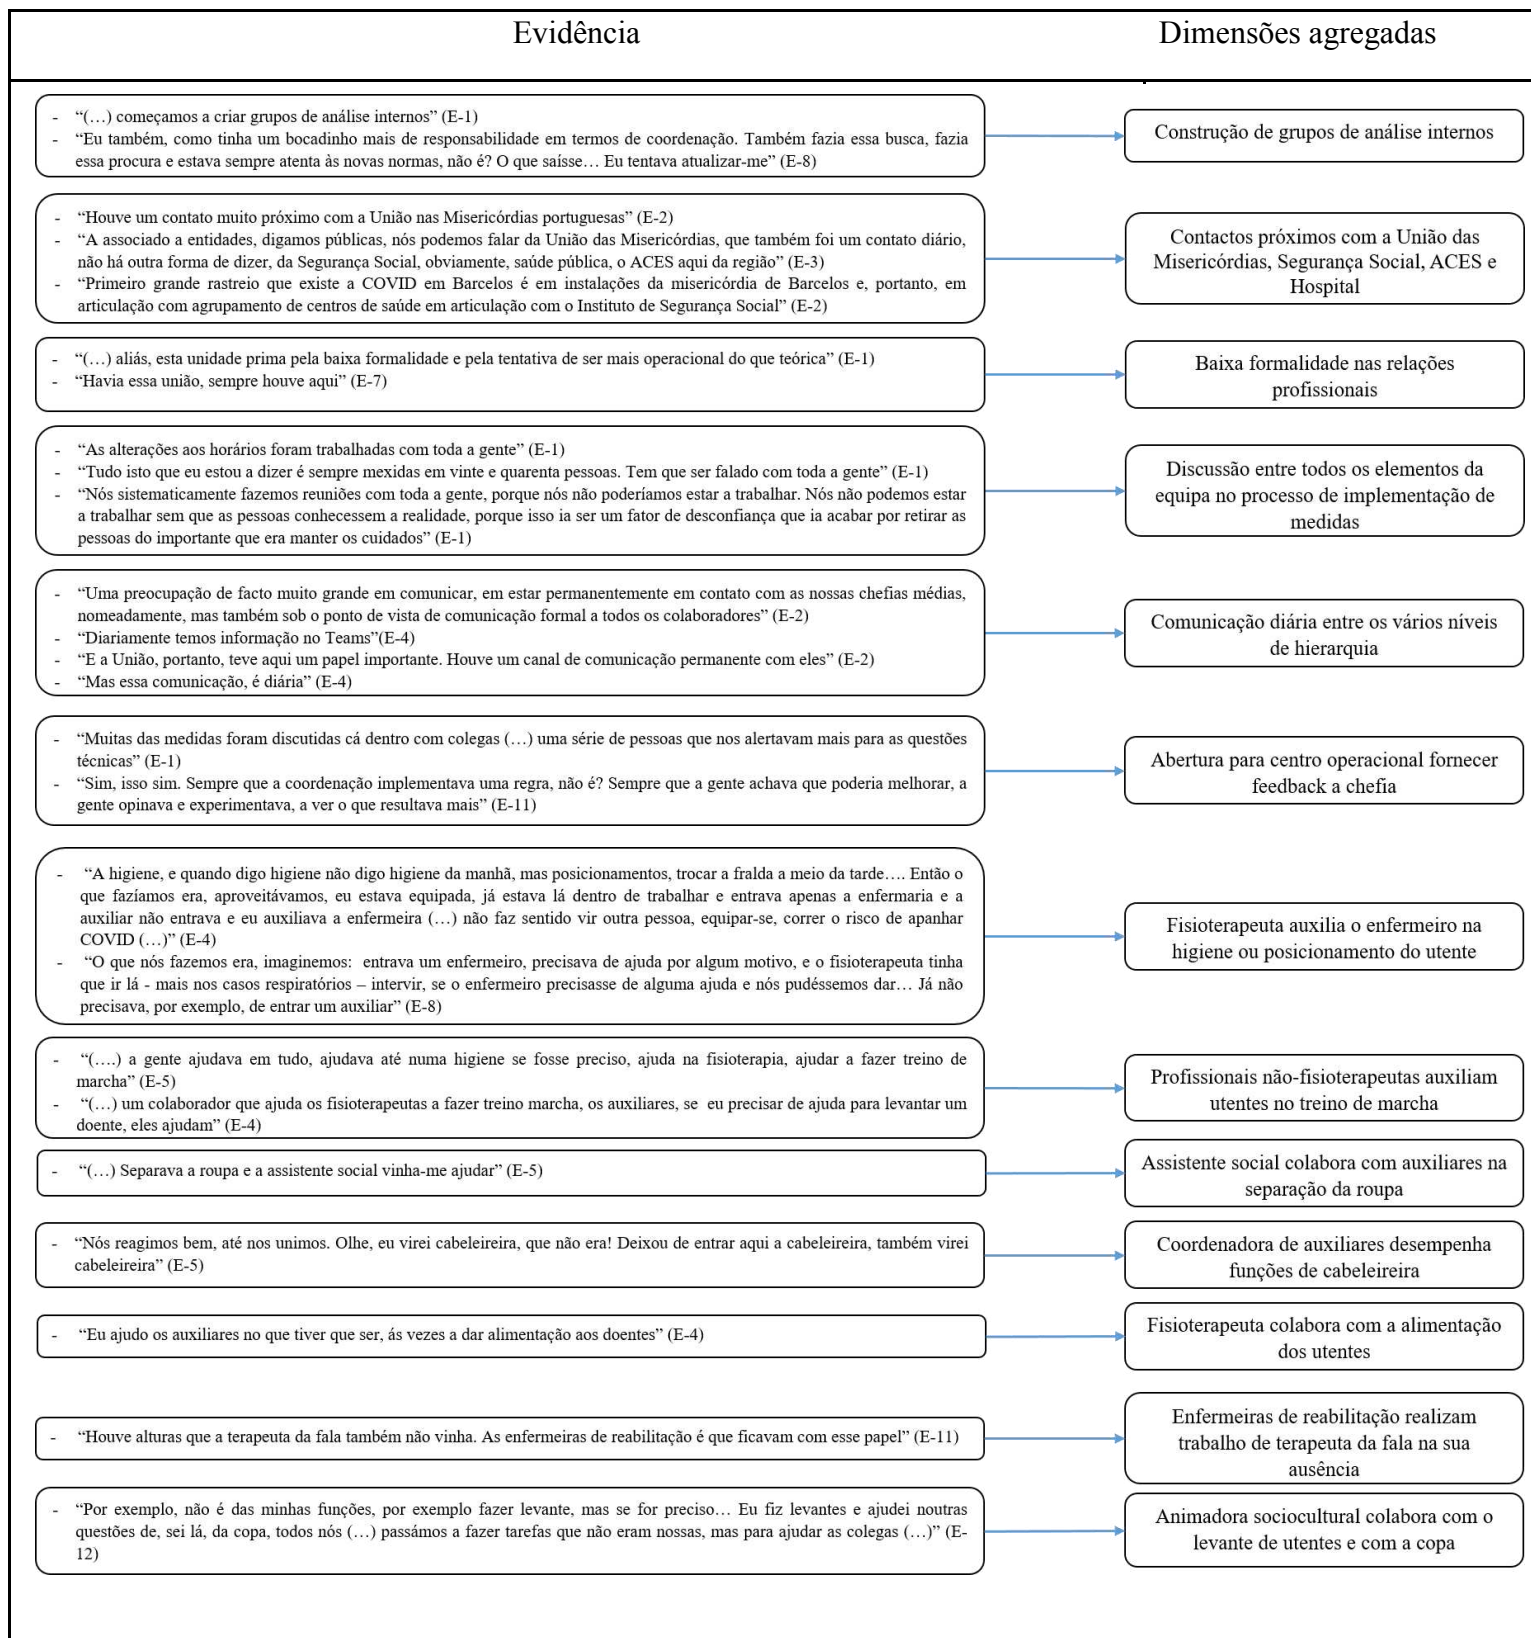 Evidência
Dimensões agregadas
- “(…) começamos a criar grupos de análise internos” (E-1)
- “Eu também, como tinha um bocadinho mais de responsabilidade em termos de coordenação. Também fazia essa busca, fazia
essa procura e estava sempre atenta às novas normas, não é? O que saísse… Eu tentava atualizar-me” (E-8)
Construção de grupos de análise internos
- “Houve um contato muito próximo com a União nas Misericórdias portuguesas” (E-2)
- “A associado a entidades, digamos públicas, nós podemos falar da União das Misericórdias, que também foi um contato diário,
não há outra forma de dizer, da Segurança Social, obviamente, saúde pública, o ACES aqui da região” (E-3)
- “Primeiro grande rastreio que existe a COVID em Barcelos é em instalações da misericórdia de Barcelos e, portanto, em
articulação com agrupamento de centros de saúde em articulação com o Instituto de Segurança Social” (E-2)
Contactos próximos com a União das
Misericórdias, Segurança Social, ACES e
Hospital
- “(…) aliás, esta unidade prima pela baixa formalidade e pela tentativa de ser mais operacional do que teórica” (E-1)
- “Havia essa união, sempre houve aqui” (E-7)
Baixa formalidade nas relações
profissionais
- “As alterações aos horários foram trabalhadas com toda a gente” (E-1)
- “Tudo isto que eu estou a dizer é sempre mexidas em vinte e quarenta pessoas. Tem que ser falado com toda a gente” (E-1)
- “Nós sistematicamente fazemos reuniões com toda a gente, porque nós não poderíamos estar a trabalhar. Nós não podemos estar
a trabalhar sem que as pessoas conhecessem a realidade, porque isso ia ser um fator de desconfiança que ia acabar por retirar as
pessoas do importante que era manter os cuidados” (E-1)
Discussão entre todos os elementos da
equipa no processo de implementação de
medidas
- “Uma preocupação de facto muito grande em comunicar, em estar permanentemente em contato com as nossas chefias médias,
nomeadamente, mas também sob o ponto de vista de comunicação formal a todos os colaboradores” (E-2)
- “Diariamente temos informação no Teams”(E-4)
- “E a União, portanto, teve aqui um papel importante. Houve um canal de comunicação permanente com eles” (E-2)
- “Mas essa comunicação, é diária” (E-4)
Comunicação diária entre os vários níveis
de hierarquia
- “Muitas das medidas foram discutidas cá dentro com colegas (…) uma série de pessoas que nos alertavam mais para as questões
técnicas” (E-1)
- “Sim, isso sim. Sempre que a coordenação implementava uma regra, não é? Sempre que a gente achava que poderia melhorar, a
gente opinava e experimentava, a ver o que resultava mais” (E-11)
Abertura para centro operacional fornecer
feedback a chefia
- “A higiene, e quando digo higiene não digo higiene da manhã, mas posicionamentos, trocar a fralda a meio da tarde…. Então o
que fazíamos era, aproveitávamos, eu estava equipada, já estava lá dentro de trabalhar e entrava apenas a enfermaria e a
auxiliar não entrava e eu auxiliava a enfermeira (…) não faz sentido vir outra pessoa, equipar-se, correr o risco de apanhar
COVID (…)” (E-4)
- “O que nós fazemos era, imaginemos: entrava um enfermeiro, precisava de ajuda por algum motivo, e o fisioterapeuta tinha
que ir lá - mais nos casos respiratórios – intervir, se o enfermeiro precisasse de alguma ajuda e nós pudéssemos dar… Já não
precisava, por exemplo, de entrar um auxiliar” (E-8)
Fisioterapeuta auxilia o enfermeiro na
higiene ou posicionamento do utente
- “(….) a gente ajudava em tudo, ajudava até numa higiene se fosse preciso, ajuda na fisioterapia, ajudar a fazer treino de
marcha” (E-5)
- “(…) um colaborador que ajuda os fisioterapeutas a fazer treino marcha, os auxiliares, se eu precisar de ajuda para levantar um
doente, eles ajudam” (E-4)
Profissionais não-fisioterapeutas auxiliam
utentes no treino de marcha
- “(…) Separava a roupa e a assistente social vinha-me ajudar” (E-5)
Assistente social colabora com auxiliares na
separação da roupa
- “Nós reagimos bem, até nos unimos. Olhe, eu virei cabeleireira, que não era! Deixou de entrar aqui a cabeleireira, também virei
cabeleireira” (E-5)
Coordenadora de auxiliares desempenha
funções de cabeleireira
- “Eu ajudo os auxiliares no que tiver que ser, ás vezes a dar alimentação aos doentes” (E-4)
Fisioterapeuta colabora com a alimentação
dos utentes
- “Houve alturas que a terapeuta da fala também não vinha. As enfermeiras de reabilitação é que ficavam com esse papel” (E-11)
Enfermeiras de reabilitação realizam
trabalho de terapeuta da fala na sua
ausência
- “Por exemplo, não é das minhas funções, por exemplo fazer levante, mas se for preciso… Eu fiz levantes e ajudei noutras
questões de, sei lá, da copa, todos nós (…) passámos a fazer tarefas que não eram nossas, mas para ajudar as colegas (…)” (E-
12)
Animadora sociocultural colabora com o
levante de utentes e com a copa